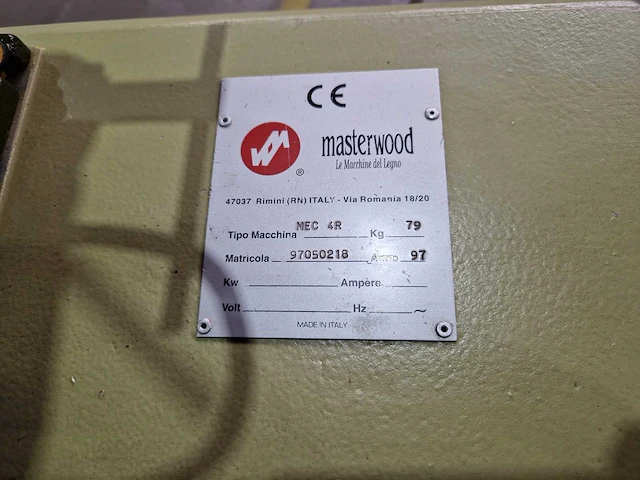 CE
masterwood
Le Macchine del Legno
®
47037 Rimini (RN) ITALY - Via Romania 18/20
Tipo Macchina MEC 4R Kg 79
Matricola 97050218 Anno 97
Kw Ampère
Volt Hz ~
MADE IN ITALY